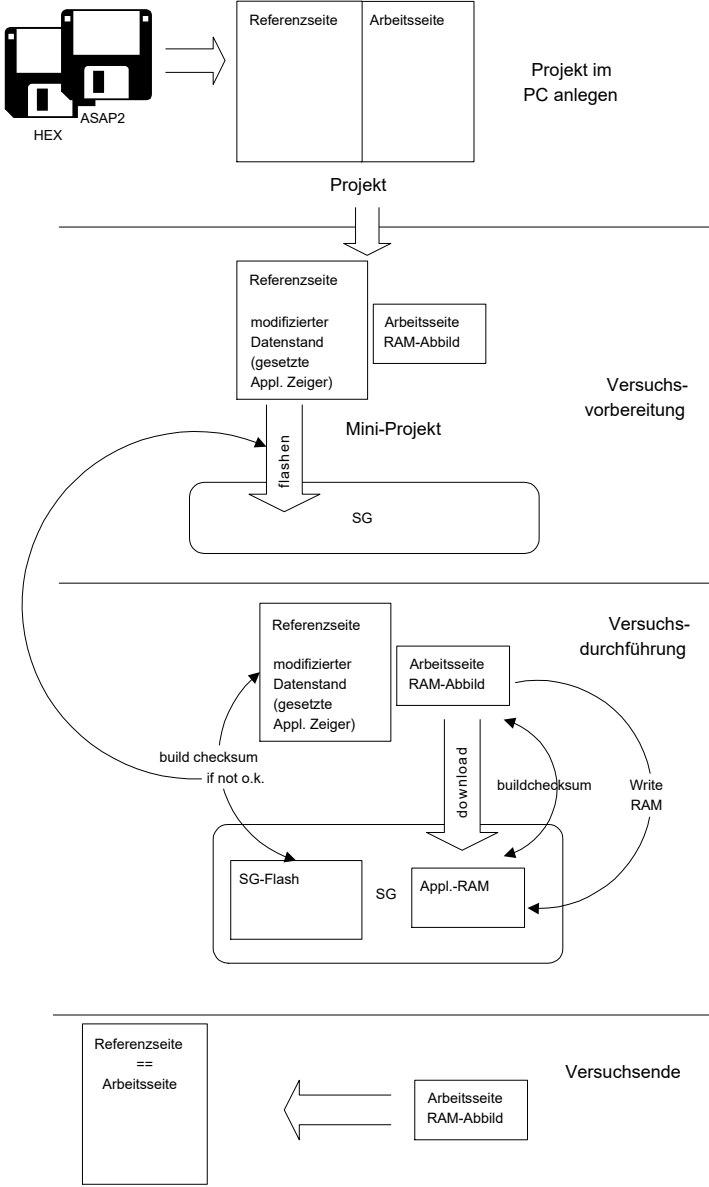 Referenzseite
Arbeitsseite
Projekt im
PC anlegen
ASAP2
HEX
Projekt
Referenzseite
modifizierter
Datenstand
(gesetzte
Appl. Zeiger)
Arbeitsseite
RAM-Abbild
Versuchs-
vorbereitung
Mini-Projekt
flashen
SG
Versuchs-
durchführung
Referenzseite
modifizierter
Datenstand
(gesetzte
Appl. Zeiger)
Arbeitsseite
RAM-Abbild
build checksum
if not o.k.
download
buildchecksum
Write
RAM
SG-Flash
SG
Appl.-RAM
Versuchsende
Referenzseite
==
Arbeitsseite
Arbeitsseite
RAM-Abbild